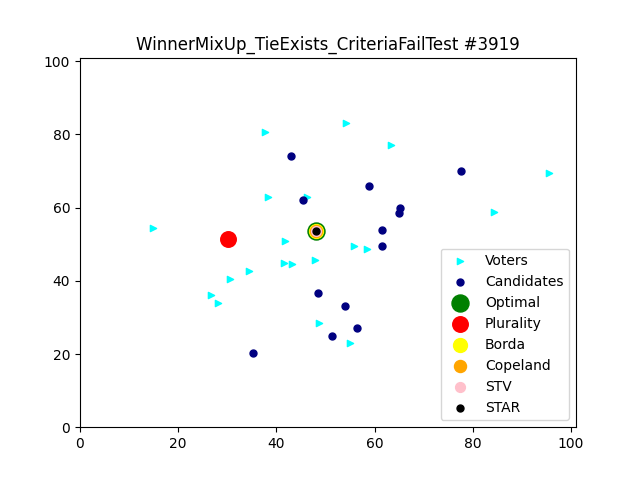 WinnerMixUp_TieExists_CriteriaFailTest #3919
100
80
60
40
20
0
0 20 40 60 80 100
Voters
Candidates
Optimal
Plurality
Borda
Copeland
STV
STAR